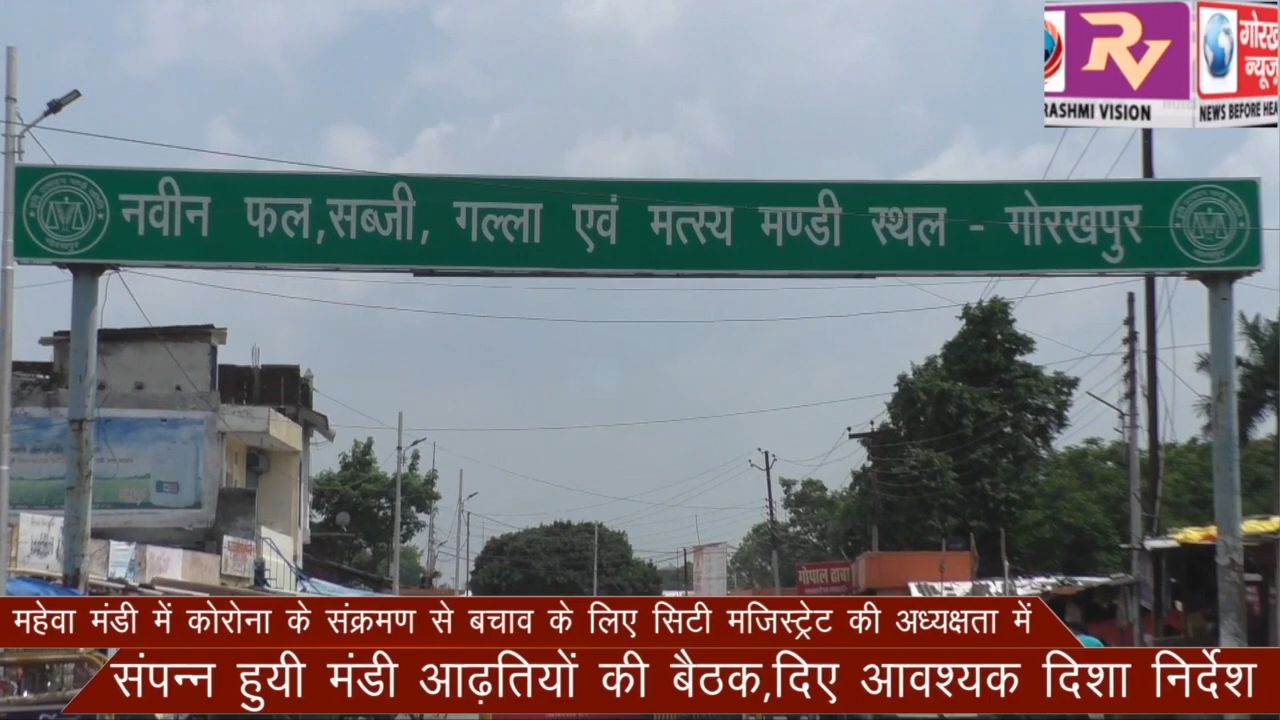 RV
RASHMI VISION
गोरख
न्यूज़
NEWS BEFORE HEA
नवीन फल,सब्जी, गल्ला एवं मत्स्य मण्डी स्थल - गोरखपुर
गोपाल ढाबा
महेवा मंडी में कोरोना के संक्रमण से बचाव के लिए सिटी मजिस्ट्रेट की अध्यक्षता में
संपन्न हुयी मंडी आढ़तियों की बैठक,दिए आवश्यक दिशा निर्देश